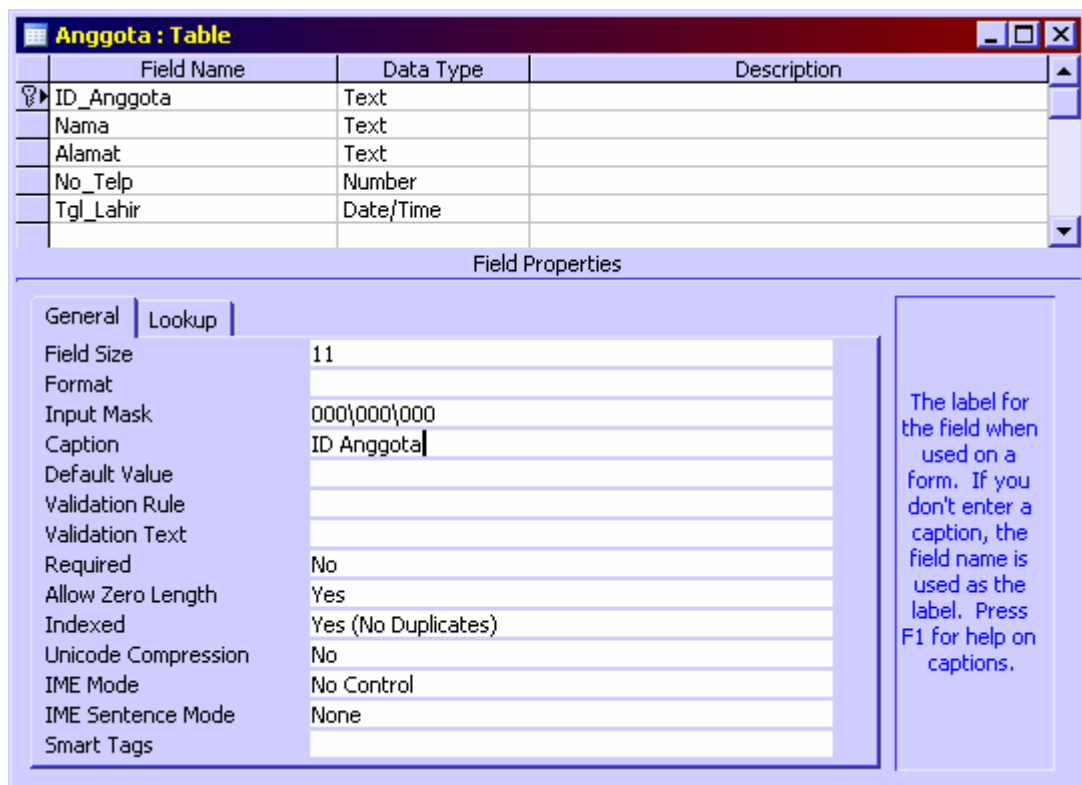 Anggota : Table
Field Name Data Type Description
ID_Anggota Text
Nama Text
Alamat Text
No_Telp Number
Tgl_Lahir Date/Time
Field Properties
General Lookup
Field Size 11
Format
Input Mask 000\000\000
Caption ID Anggota
Default Value
Validation Rule
Validation Text
Required No
Allow Zero Length Yes
Indexed Yes (No Duplicates)
Unicode Compression No
IME Mode No Control
IME Sentence Mode None
Smart Tags
The label for
the field when
used on a
form. If you
don't enter a
caption, the
field name is
used as the
label. Press
F1 for help on
captions.